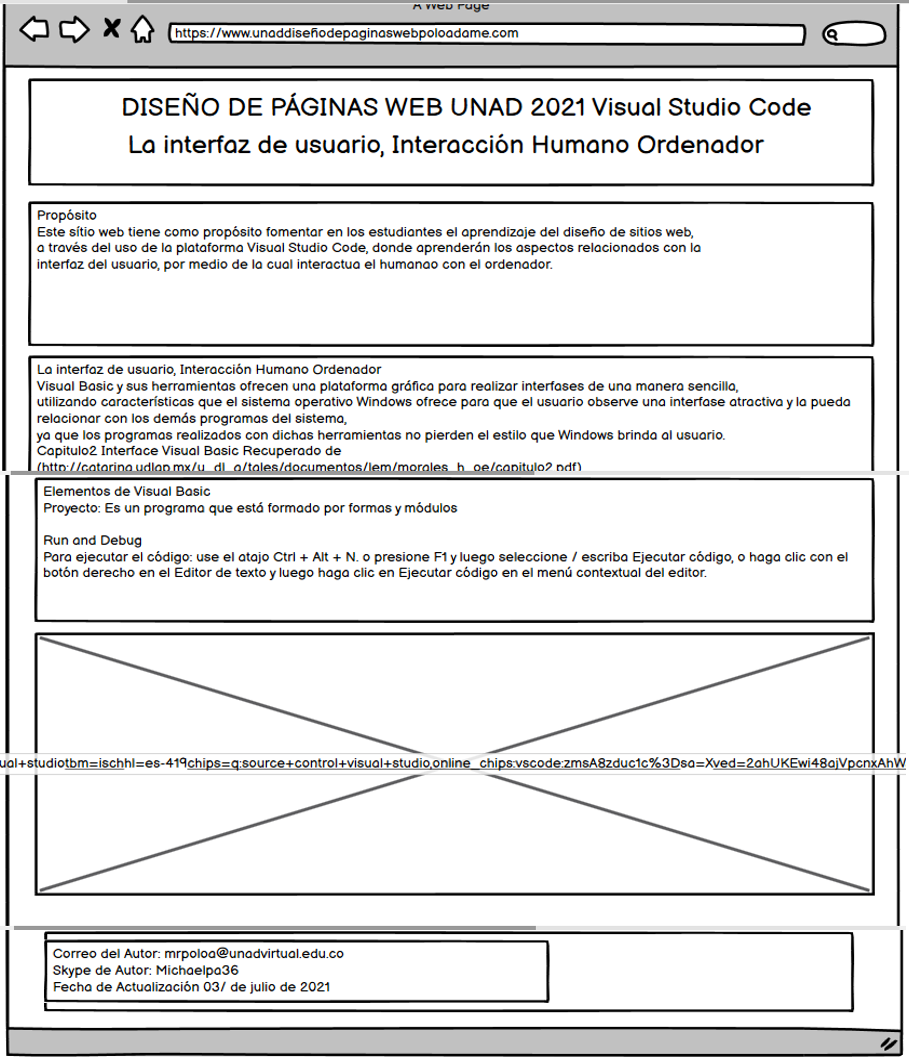 A Web Page
https://www.unaddiseñodepaginaswebpoloadame.com
DISEÑO DE PÁGINAS WEB UNAD 2021 Visual Studio Code
La interfaz de usuario, Interacción Humano Ordenador
Propósito
Este sítio web tiene como propósito fomentar en los estudiantes el aprendizaje del diseño de sitios web,
a través del uso de la plataforma Visual Studio Code, donde aprenderán los aspectos relacionados con la
interfaz del usuario, por medio de la cual interactua el humanao con el ordenador.
La interfaz de usuario, Interacción Humano Ordenador
Visual Basic y sus herramientas ofrecen una plataforma gráfica para realizar interfases de una manera sencilla,
utilizando características que el sistema operativo Windows ofrece para que el usuario observe una interfase atractiva y la pueda
relacionar con los demás programas del sistema,
ya que los programas realizados con dichas herramientas no pierden el estilo que Windows brinda al usuario.
Capitulo2 Interface Visual Basic Recuperado de
(http://catarina.udlap.mx/u_dl_a/tales/documentos/lem/morales_h_oe/capitulo2.pdf)
Elementos de Visual Basic
Proyecto: Es un programa que está formado por formas y módulos
Run and Debug
Para ejecutar el código: use el atajo Ctrl + Alt + N. o presione F1 y luego seleccione / escriba Ejecutar código, o haga clic con el
botón derecho en el Editor de texto y luego haga clic en Ejecutar código en el menú contextual del editor.
ual+studiotbm=ischhl=es-419chips=q:source+control+visual+studio,online_chips:vscode:zmsA8zduc1c%3Dsa=Xved=2ahUKEwi48ajVpcnxAhW
Correo del Autor: mrpoloa@unadvirtual.edu.co
Skype de Autor: Michaelpa36
Fecha de Actualización 03/ de julio de 2021